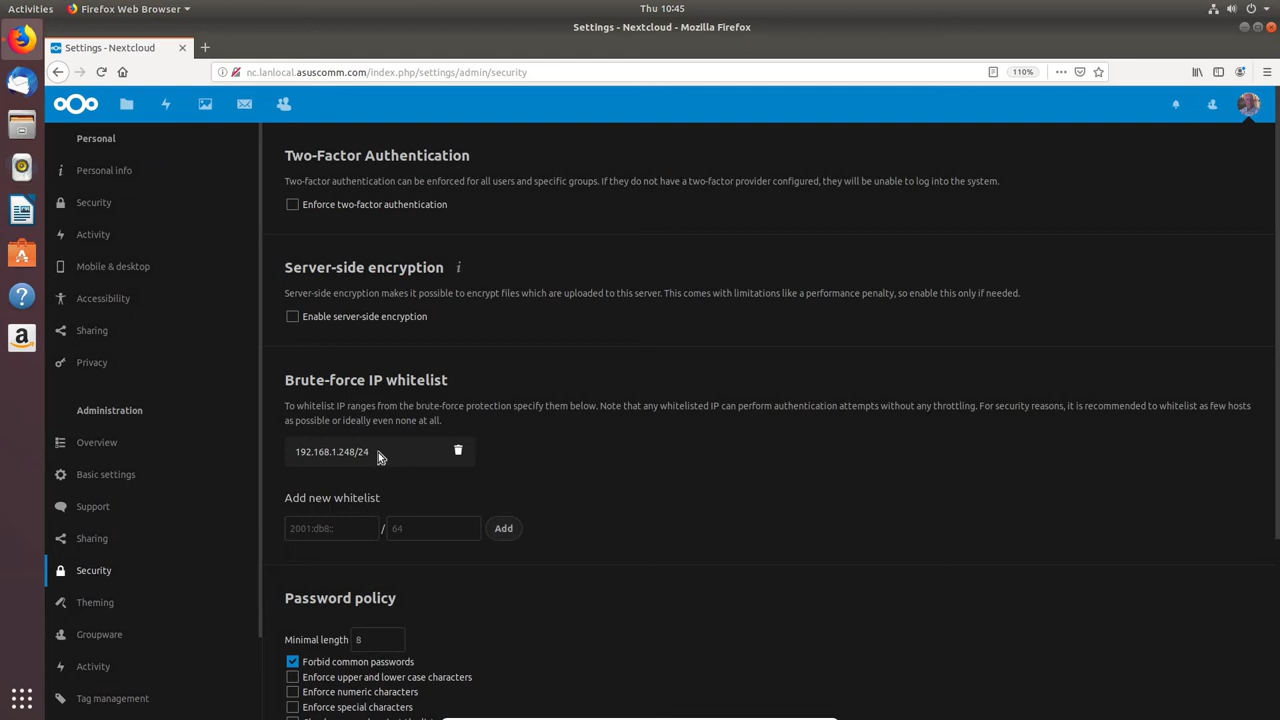 Activities
Firefox Web Browser
Thu 10:45
Settings - Nextcloud - Mozilla Firefox
Settings - Nextcloud
nc.lanlocal.asuscomm.com/index.php/settings/admin/security
110%
Personal
Personal info
Security
Activity
Mobile & desktop
Accessibility
Sharing
Privacy
Administration
Overview
Basic settings
Support
Sharing
Security
Theming
Groupware
Activity
Tag management
Two-Factor Authentication
Two-factor authentication can be enforced for all users and specific groups. If they do not have a two-factor provider configured, they will be unable to log into the system.
Enforce two-factor authentication
Server-side encryption i
Server-side encryption makes it possible to encrypt files which are uploaded to this server. This comes with limitations like a performance penalty, so enable this only if needed.
Enable server-side encryption
Brute-force IP whitelist
To whitelist IP ranges from the brute-force protection specify them below. Note that any whitelisted IP can perform authentication attempts without any throttling. For security reasons, it is recommended to whitelist as few hosts
as possible or ideally even none at all.
192.168.1.248/24
Add new whitelist
2001:db8:: / 64 Add
Password policy
Minimal length 8
Forbid common passwords
Enforce upper and lower case characters
Enforce numeric characters
Enforce special characters